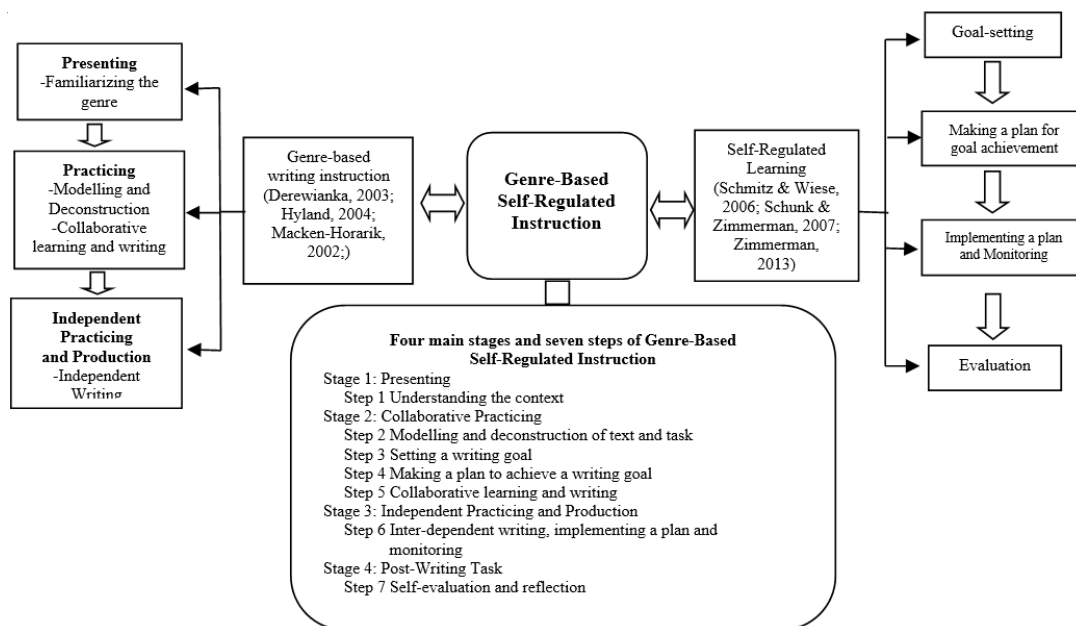 Presenting
-Familiarizing the
genre
Practicing
-Modelling and
Deconstruction
-Collaborative
learning and writing
Independent
Practicing
and Production
-Independent
Writing
Genre-based
writing instruction
(Derewianka, 2003;
Hyland, 2004;
Macken-Horarik,
2002;)
Genre-Based
Self-Regulated
Instruction
Self-Regulated
Learning
(Schmitz & Wiese,
2006; Schunk &
Zimmerman, 2007;
Zimmerman,
2013)
Goal-setting
Making a plan for
goal achievement
Implementing a plan
and Monitoring
Evaluation
Four main stages and seven steps of Genre-Based
Self-Regulated Instruction
Stage 1: Presenting
Step 1 Understanding the context
Stage 2: Collaborative Practicing
Step 2 Modelling and deconstruction of text and task
Step 3 Setting a writing goal
Step 4 Making a plan to achieve a writing goal
Step 5 Collaborative learning and writing
Stage 3: Independent Practicing and Production
Step 6 Inter-dependent writing, implementing a plan and
monitoring
Stage 4: Post-Writing Task
Step 7 Self-evaluation and reflection